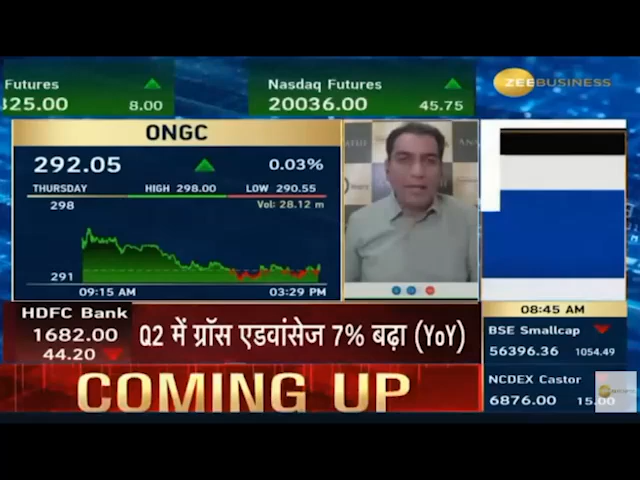 Futures
325.00 8.00
Nasdaq Futures
20036.00 45.75
ZEE BUSINESS
ONGC
292.05 0.03%
THURSDAY HIGH 298.00 LOW 290.55
298 Vol: 28.12 m
291
09:15 AM 03:29 PM
HDFC Bank
1682.00
44.20
Q2 में ग्रॉस एडवांसेज 7% बढ़ा (YoY)
COMING UP
08:45 AM
BSE Smallcap
56396.36 1054.49
NCDEX Castor
6876.00 15.00